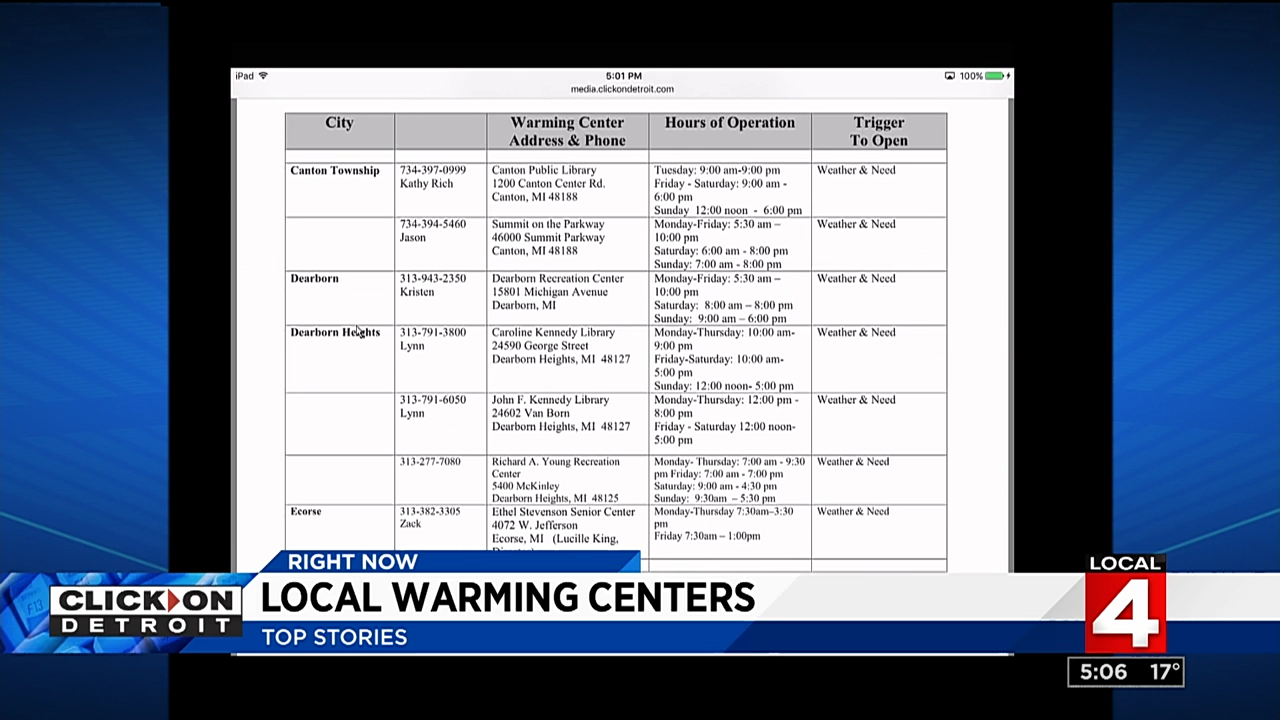 iPad
5:01 PM
100%
media.clickondetroit.com
City
Warming Center
Address & Phone
Hours of Operation
Trigger
To Open
Canton Township
734-397-0999
Kathy Rich
Canton Public Library
1200 Canton Center Rd.
Canton, MI 48188
Tuesday: 9:00 am-9:00 pm
Friday - Saturday: 9:00 am -
6:00 pm
Sunday 12:00 noon - 6:00 pm
Weather & Need
734-394-5460
Jason
Summit on the Parkway
46000 Summit Parkway
Canton, MI 48188
Monday-Friday: 5:30 am –
10:00 pm
Saturday: 6:00 am - 8:00 pm
Sunday: 7:00 am - 8:00 pm
Weather & Need
Dearborn
313-943-2350
Kristen
Dearborn Recreation Center
15801 Michigan Avenue
Dearborn, MI
Monday-Friday: 5:30 am –
10:00 pm
Saturday: 8:00 am – 8:00 pm
Sunday: 9:00 am – 6:00 pm
Weather & Need
Dearborn Heights
313-791-3800
Lynn
Caroline Kennedy Library
24590 George Street
Dearborn Heights, MI 48127
Monday-Thursday: 10:00 am-
9:00 pm
Friday-Saturday: 10:00 am-
5:00 pm
Sunday: 12:00 noon- 5:00 pm
Weather & Need
313-791-6050
Lynn
John F. Kennedy Library
24602 Van Born
Dearborn Heights, MI 48127
Monday-Thursday: 12:00 pm -
8:00 pm
Friday - Saturday 12:00 noon-
5:00 pm
Weather & Need
313-277-7080
Richard A. Young Recreation
Center
5400 McKinley
Dearborn Heights, MI 48125
Monday- Thursday: 7:00 am - 9:30
pm Friday: 7:00 am - 7:00 pm
Saturday: 9:00 am - 4:30 pm
Sunday: 9:30am – 5:30 pm
Weather & Need
Ecorse
313-382-3305
Zack
Ethel Stevenson Senior Center
4072 W. Jefferson
Ecorse, MI (Lucille King,
Monday-Thursday 7:30am–3:30
pm
Friday 7:30am – 1:00pm
Weather & Need
RIGHT NOW
LOCAL WARMING CENTERS
TOP STORIES
CLICK ON
DETROIT
F13
LOCAL
4
5:06 17°